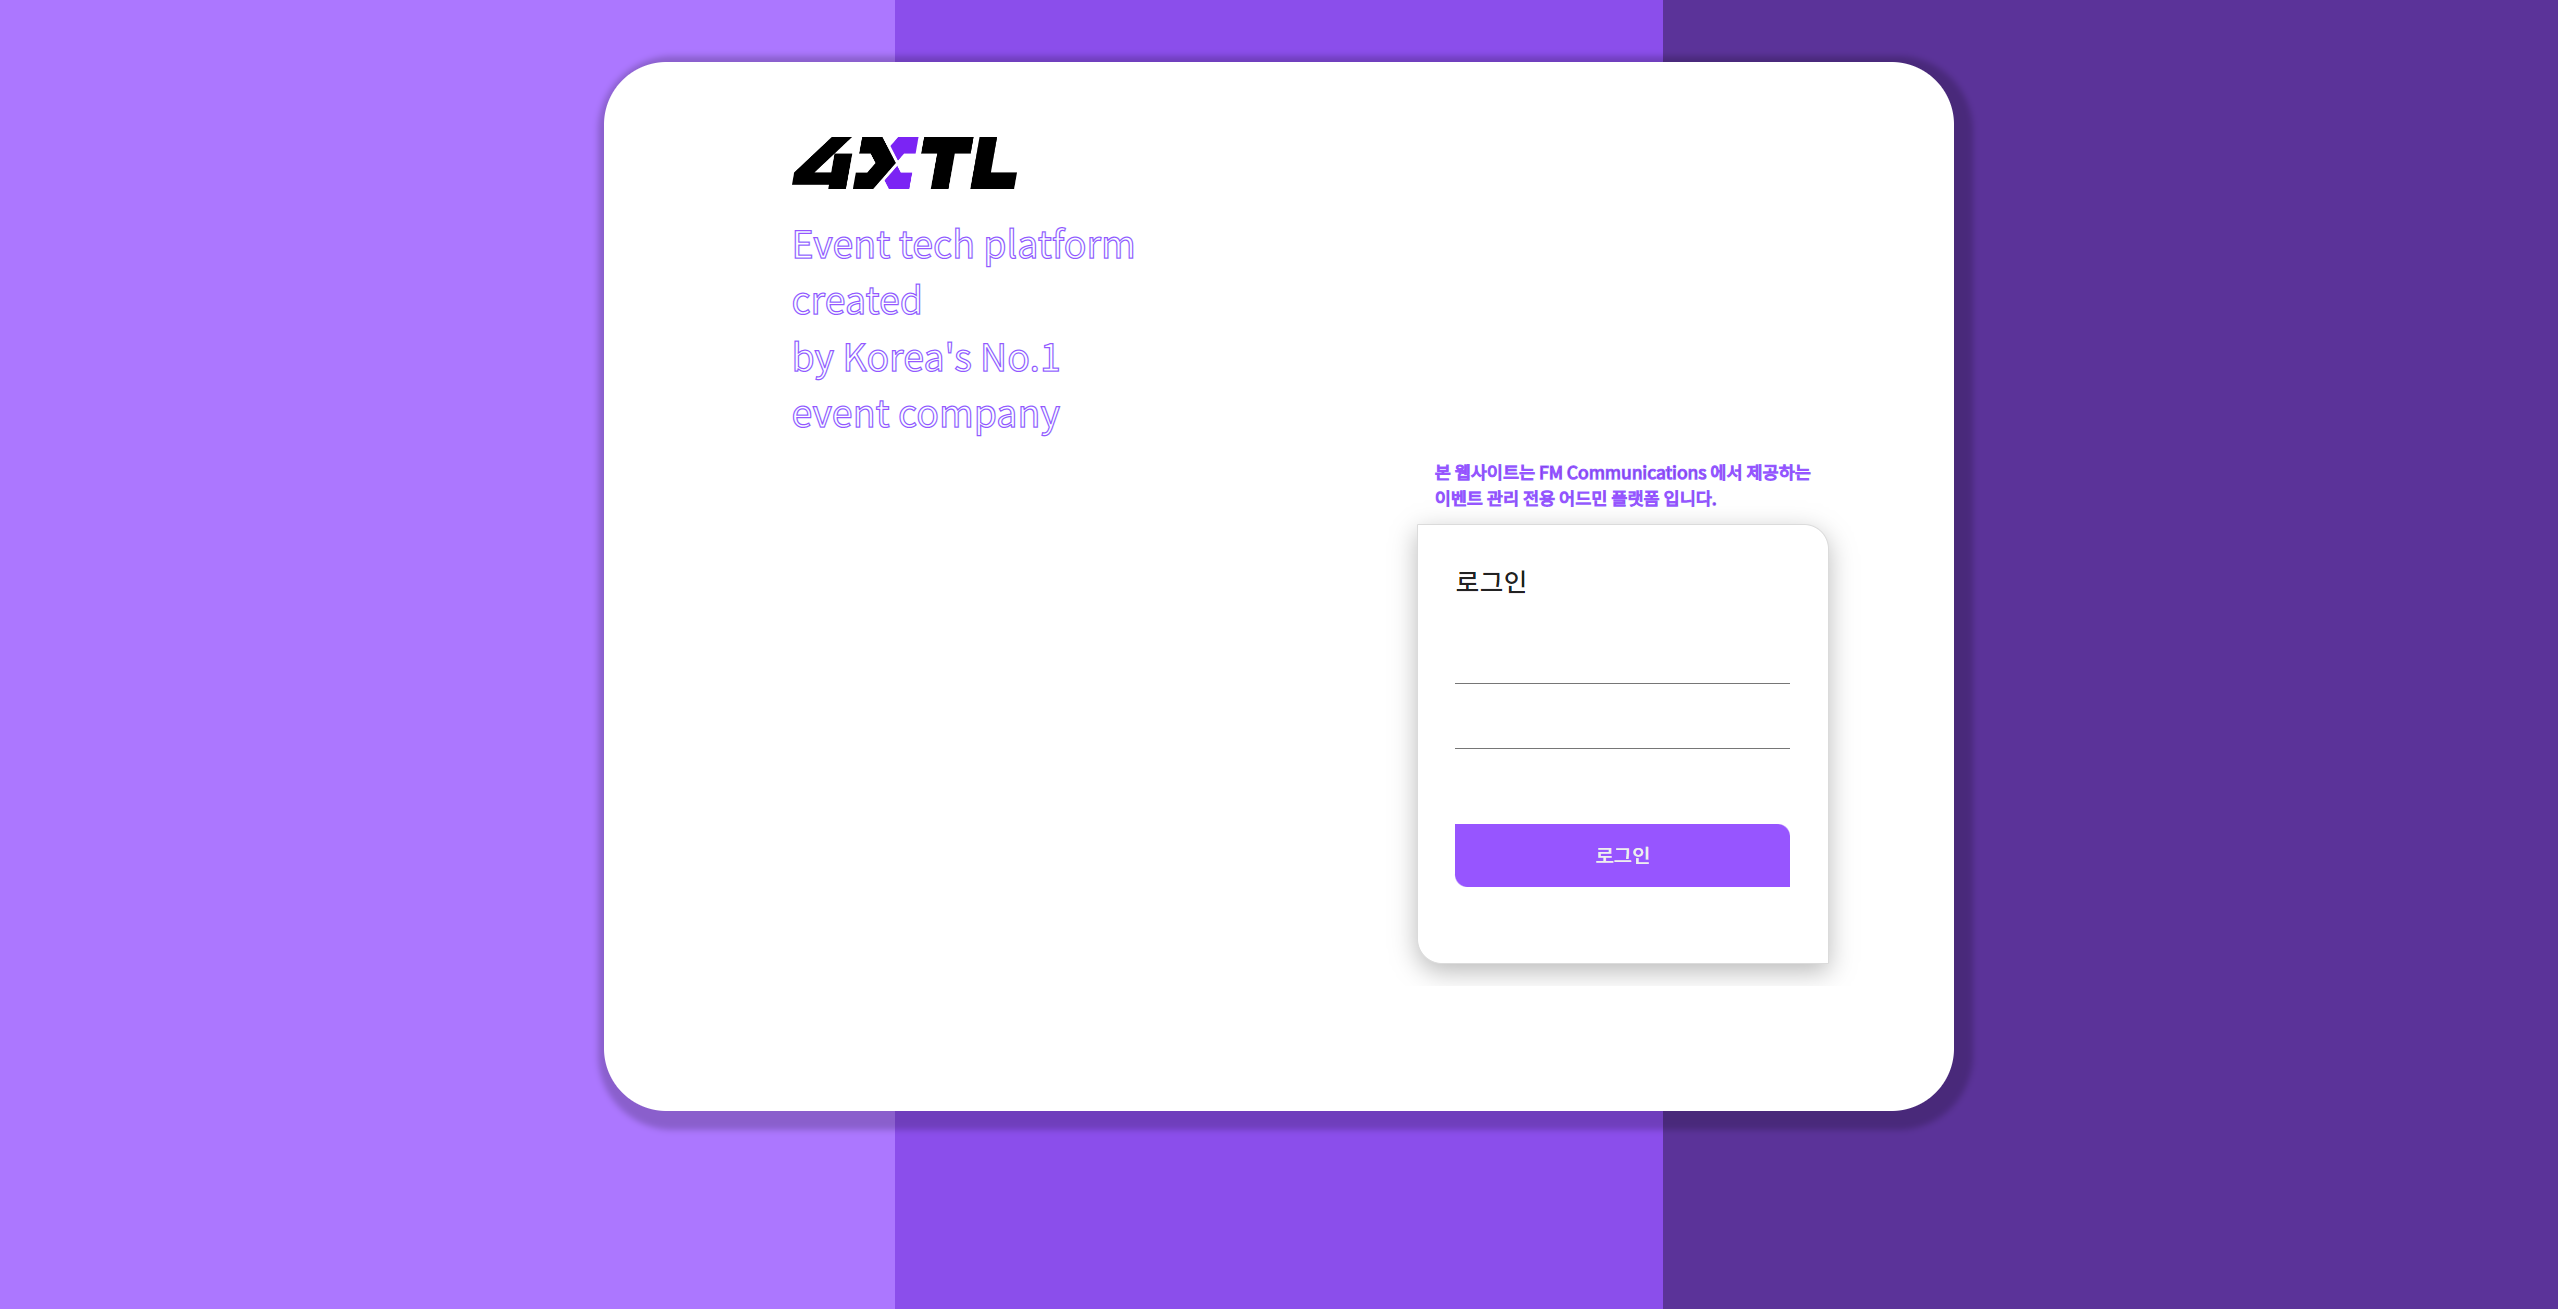 4XTL
Event tech platform
created
by Korea's No.1
event company
본 웹사이트는 FM Communications 에서 제공하는
이벤트 관리 전용 어드민 플랫폼 입니다.
로그인
로그인